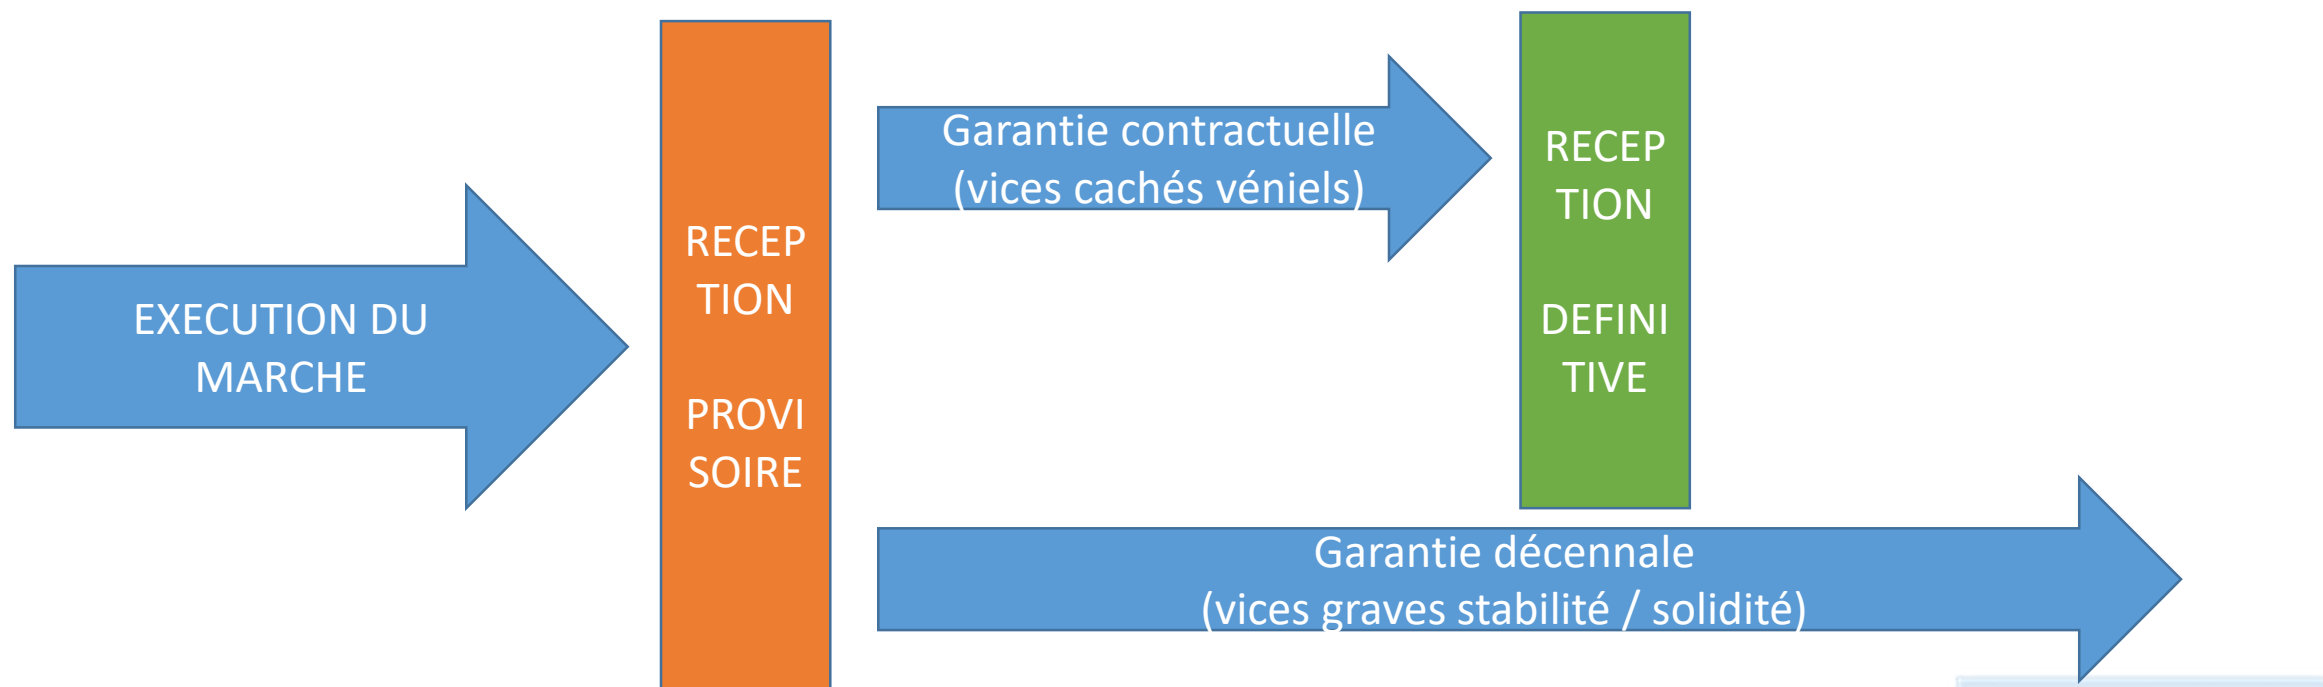 EXECUTION DU
MARCHE
RECEP
TION
PROVI
SOIRE
Garantie contractuelle
(vices cachés véniels)
RECEP
TION
DEFINI
TIVE
Garantie décennale
(vices graves stabilité / solidité)